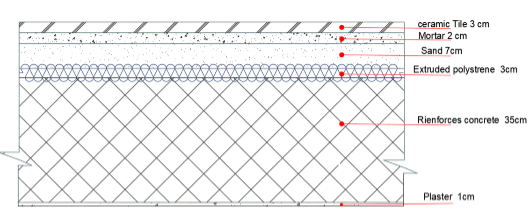 ceramic Tile 3 cm
Mortar 2 cm
Sand 7cm
Extruded polystrene 3cm
Rienforces concrete 35cm
Plaster 1cm